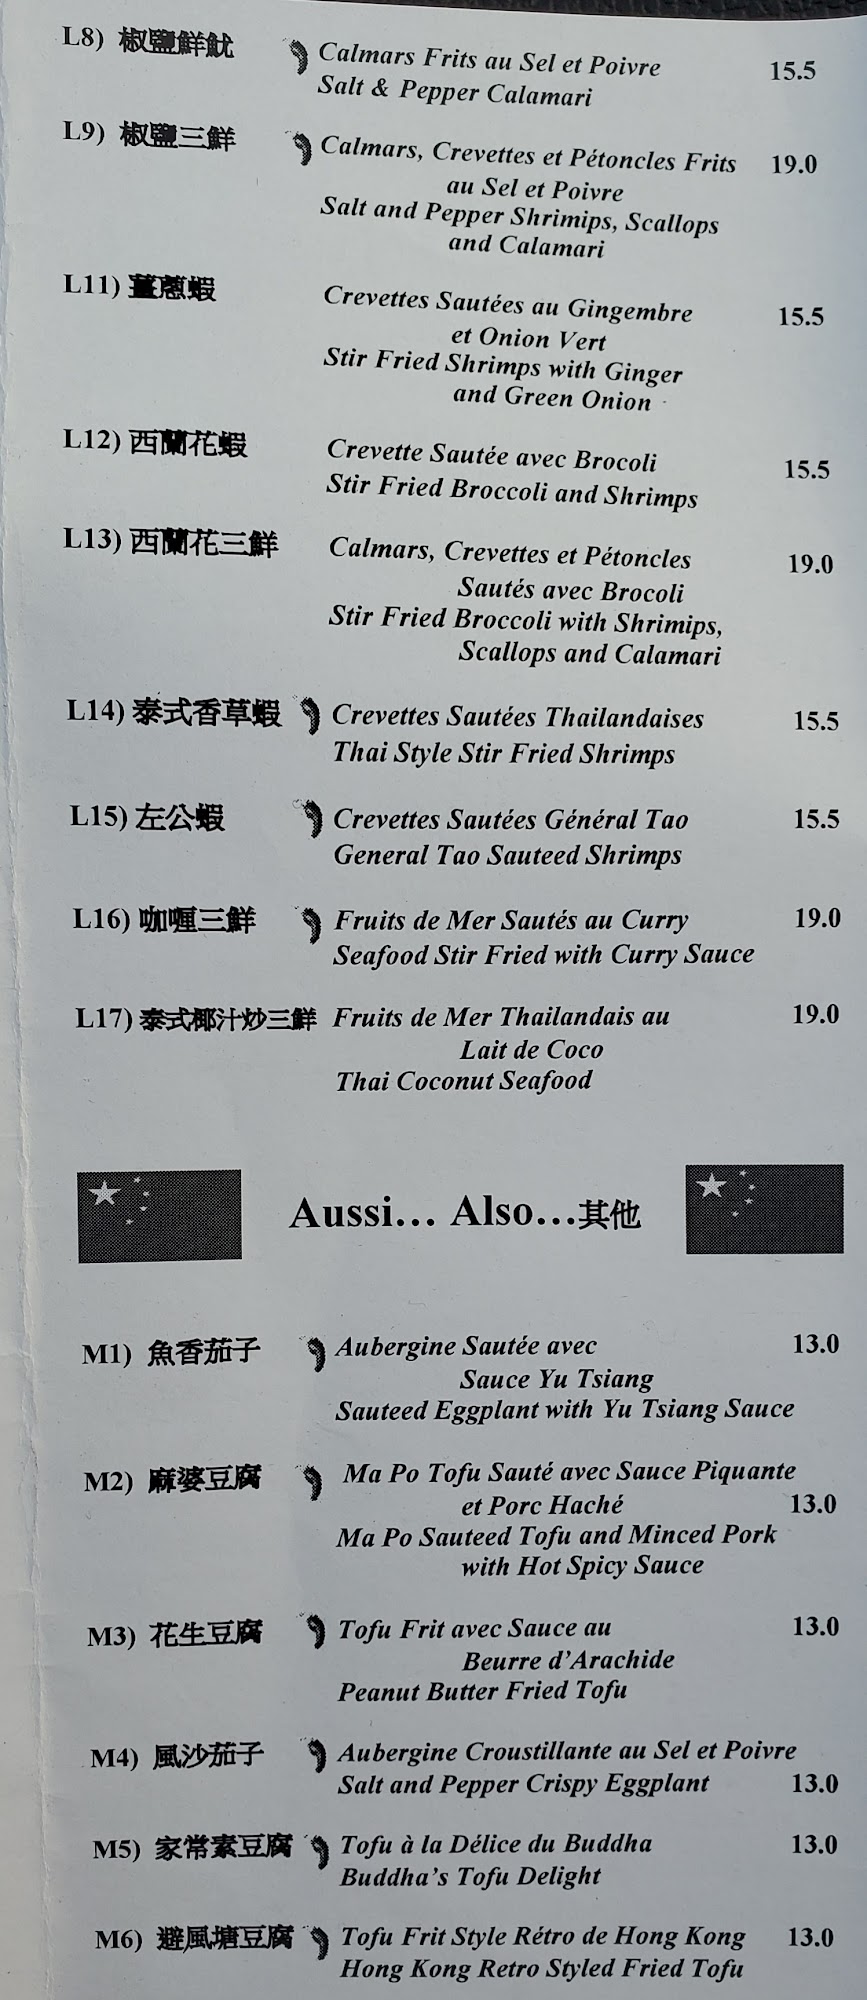 L8) 椒鹽鮮魷 Calmars Frits au Sel et Poivre 15.5
Salt & Pepper Calamari
L9) 椒鹽三鮮 Calmars, Crevettes et Pétoncles Frits 19.0
au Sel et Poivre
Salt and Pepper Shrimips, Scallops
and Calamari
L11) 薑蔥蝦 Crevettes Sautées au Gingembre 15.5
et Onion Vert
Stir Fried Shrimps with Ginger
and Green Onion
L12) 西蘭花蝦 Crevette Sautée avec Brocoli 15.5
Stir Fried Broccoli and Shrimps
L13) 西蘭花三鮮 Calmars, Crevettes et Pétoncles 19.0
Sautés avec Brocoli
Stir Fried Broccoli with Shrimips,
Scallops and Calamari
L14) 泰式香草蝦 Crevettes Sautées Thailandaises 15.5
Thai Style Stir Fried Shrimps
L15) 左公蝦 Crevettes Sautées Général Tao 15.5
General Tao Sauteed Shrimps
L16) 咖喱三鮮 Fruits de Mer Sautés au Curry 19.0
Seafood Stir Fried with Curry Sauce
L17) 泰式椰汁炒三鮮 Fruits de Mer Thailandais au 19.0
Lait de Coco
Thai Coconut Seafood
Aussi... Also...其他
M1) 魚香茄子 Aubergine Sautée avec 13.0
Sauce Yu Tsiang
Sauteed Eggplant with Yu Tsiang Sauce
M2) 麻婆豆腐 Ma Po Tofu Sauté avec Sauce Piquante
et Porc Haché 13.0
Ma Po Sauteed Tofu and Minced Pork
with Hot Spicy Sauce
M3) 花生豆腐 Tofu Frit avec Sauce au 13.0
Beurre d'Arachide
Peanut Butter Fried Tofu
M4) 風沙茄子 Aubergine Croustillante au Sel et Poivre
Salt and Pepper Crispy Eggplant 13.0
M5) 家常素豆腐 Tofu à la Délice du Buddha 13.0
Buddha's Tofu Delight
M6) 避風塘豆腐 Tofu Frit Style Rétro de Hong Kong 13.0
Hong Kong Retro Styled Fried Tofu